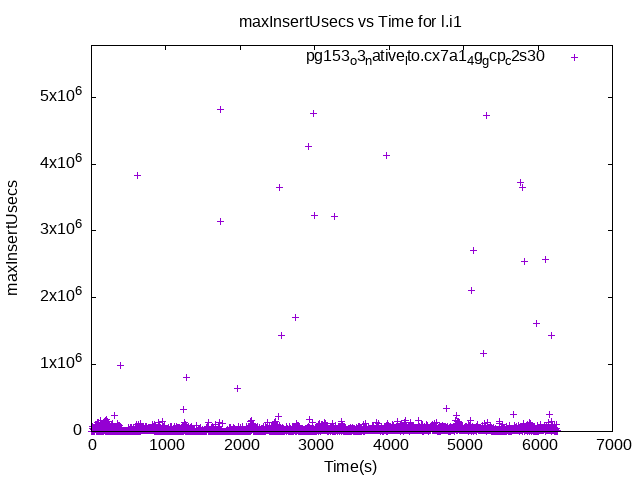 maxInsertUsecs vs Time for l.i1
pg153_o3_native_lto.cx7a1_4g_gcp_c2s30
5x10^6
4x10^6
3x10^6
2x10^6
1x10^6
0
maxInsertUsecs
0 1000 2000 3000 4000 5000 6000 7000
Time(s)